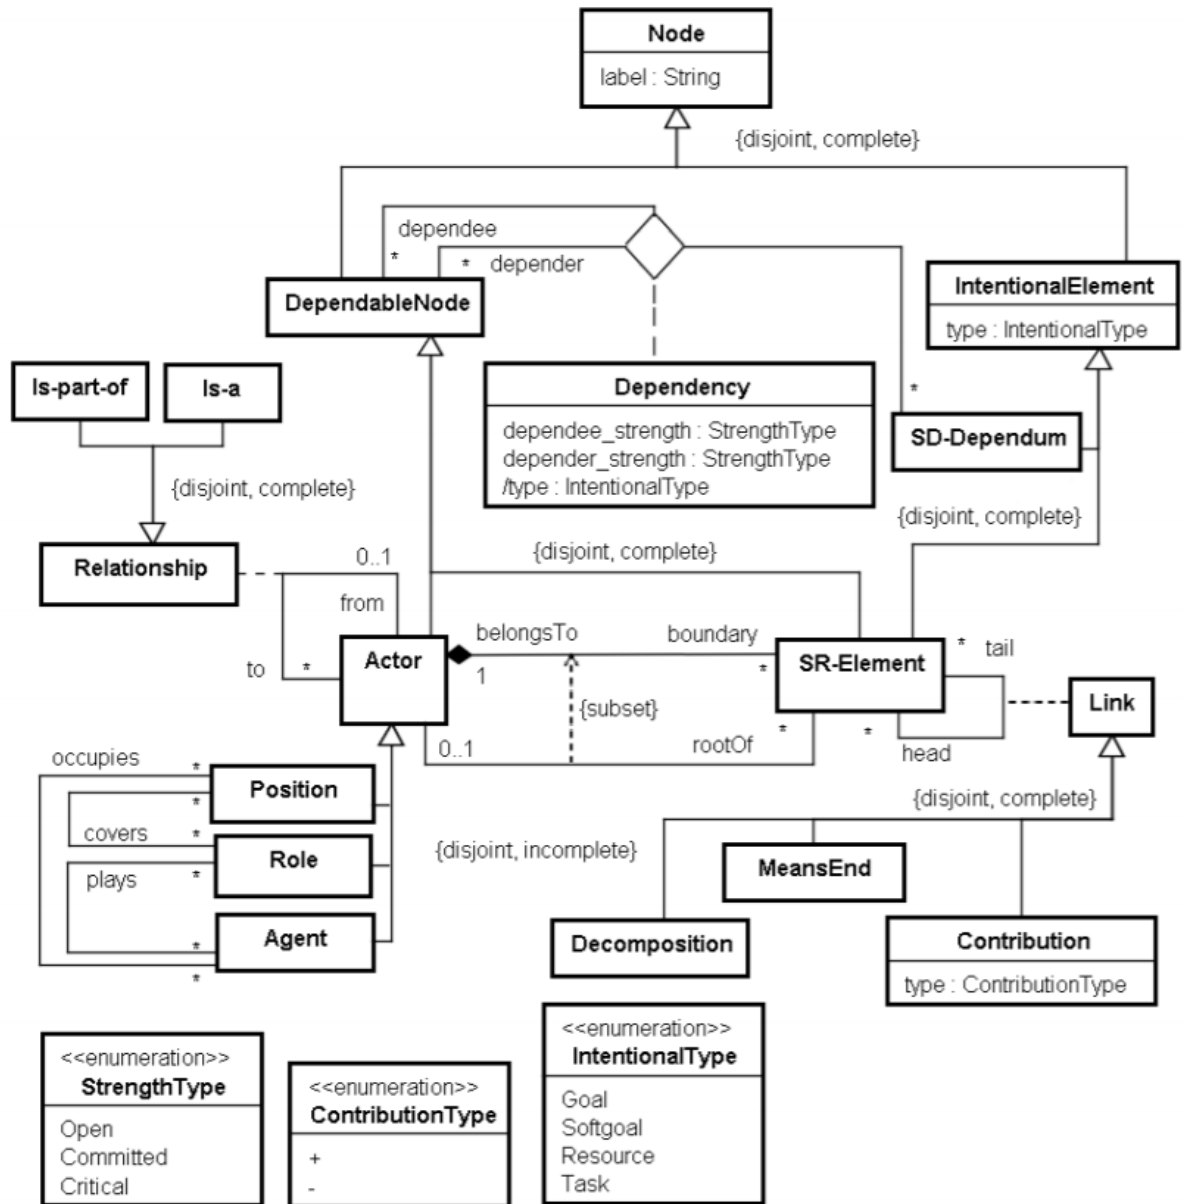 Node
label : String
{disjoint, complete}
dependee
*
* depender
DependableNode
IntentionalElement
type : IntentionalType
Is-part-of
Is-a
Dependency
dependee_strength : StrengthType
depender_strength : StrengthType
/type : IntentionalType
*
SD-Dependum
{disjoint, complete}
{disjoint, complete}
{disjoint, complete}
Relationship
0..1
from
to
*
Actor
belongsTo
1
boundary
*
SR-Element
* tail
Link
{subset}
0..1
rootOf
*
*
head
occupies
*
Position
*
covers
*
Role
plays
*
*
Agent
*
{disjoint, incomplete}
{disjoint, complete}
MeansEnd
Decomposition
Contribution
type : ContributionType
<<enumeration>>
StrengthType
Open
Committed
Critical
<<enumeration>>
ContributionType
+
-
<<enumeration>>
IntentionalType
Goal
Softgoal
Resource
Task